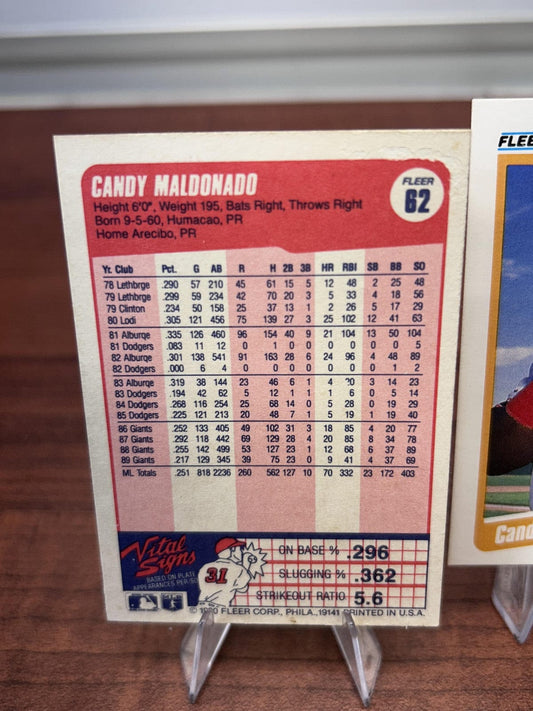 CANDY MALDONADO
FLEER
62
Height 6'0", Weight 195, Bats Right, Throws Right
Born 9-5-60, Humacao, PR
Home Arecibo, PR
Yr. Club Pct. G AB R H 2B 3B HR RBI SB BB SO
78 Lethbrge .290 57 210 45 61 15 5 12 48 2 25 48
79 Lethbrge .299 59 234 42 70 20 3 5 33 4 18 56
79 Clinton .234 50 158 25 37 13 1 2 26 5 17 29
80 Lodi .305 121 456 75 139 27 3 25 102 12 41 63
81 Alburqe .335 126 460 96 154 40 9 21 104 13 50 104
81 Dodgers .083 11 12 0 1 0 0 0 0 0 0 5
82 Alburqe .301 138 541 91 163 28 6 24 96 4 48 89
82 Dodgers .000 6 4 0 0 0 0 0 0 0 1 2
83 Alburqe .319 38 144 23 46 6 1 4 20 3 14 23
83 Dodgers .194 42 62 5 12 1 1 1 6 0 5 14
84 Dodgers .268 116 254 25 68 14 0 5 28 0 19 29
85 Dodgers .225 121 213 20 48 7 1 5 19 1 19 40
86 Giants .252 133 405 49 102 31 3 18 85 4 20 77
87 Giants .292 118 442 69 129 28 4 20 85 8 34 78
88 Giants .255 142 499 53 127 23 1 12 68 6 37 89
89 Giants .217 129 345 39 75 23 0 9 41 4 37 69
ML Totals .251 818 2236 260 562 127 10 70 332 23 172 403
Vital Signs
BASED ON PLATE
APPEARANCES PER/SO
31
ON BASE % .296
SLUGGING % .362
STRIKEOUT RATIO 5.6
© 1990 FLEER CORP., PHILA., 19141 PRINTED IN U.S.A.
FLEE
Cand